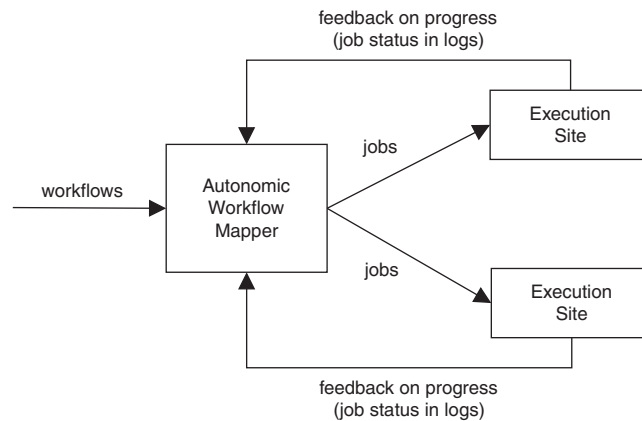 feedback on progress
(job status in logs)
Execution
Site
jobs
workflows
Autonomic
Workflow
Mapper
jobs
Execution
Site
feedback on progress
(job status in logs)